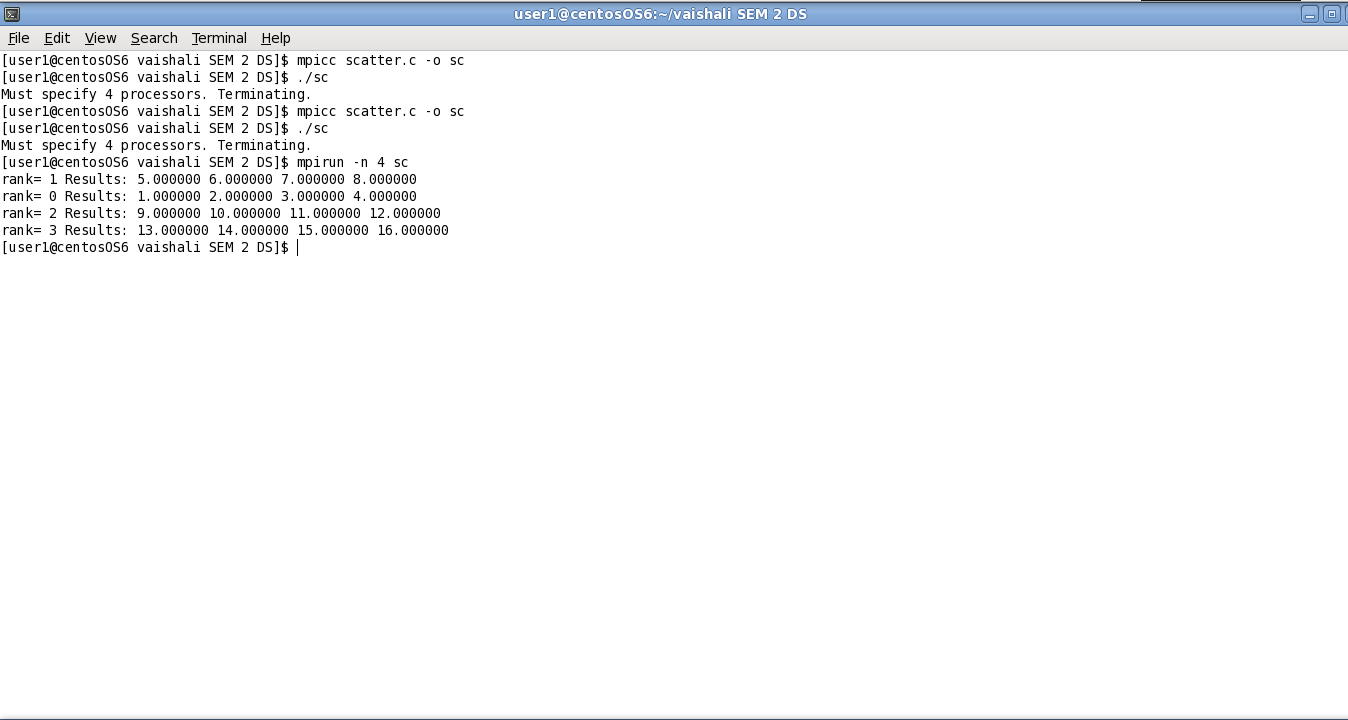 user1@centosOS6:~/vaishali SEM 2 DS
File Edit View Search Terminal Help
[user1@centosOS6 vaishali SEM 2 DS]$ mpicc scatter.c -o sc
[user1@centosOS6 vaishali SEM 2 DS]$ ./sc
Must specify 4 processors. Terminating.
[user1@centosOS6 vaishali SEM 2 DS]$ mpicc scatter.c -o sc
[user1@centosOS6 vaishali SEM 2 DS]$ ./sc
Must specify 4 processors. Terminating.
[user1@centosOS6 vaishali SEM 2 DS]$ mpirun -n 4 sc
rank= 1 Results: 5.000000 6.000000 7.000000 8.000000
rank= 0 Results: 1.000000 2.000000 3.000000 4.000000
rank= 2 Results: 9.000000 10.000000 11.000000 12.000000
rank= 3 Results: 13.000000 14.000000 15.000000 16.000000
[user1@centosOS6 vaishali SEM 2 DS]$